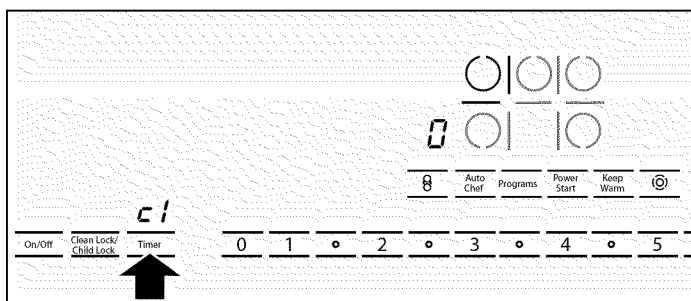 0
Auto Chef Programs Power Start Keep Warm
c1
On/Off Clean Lock/ Child Lock Timer 0 1 2 3 4 5